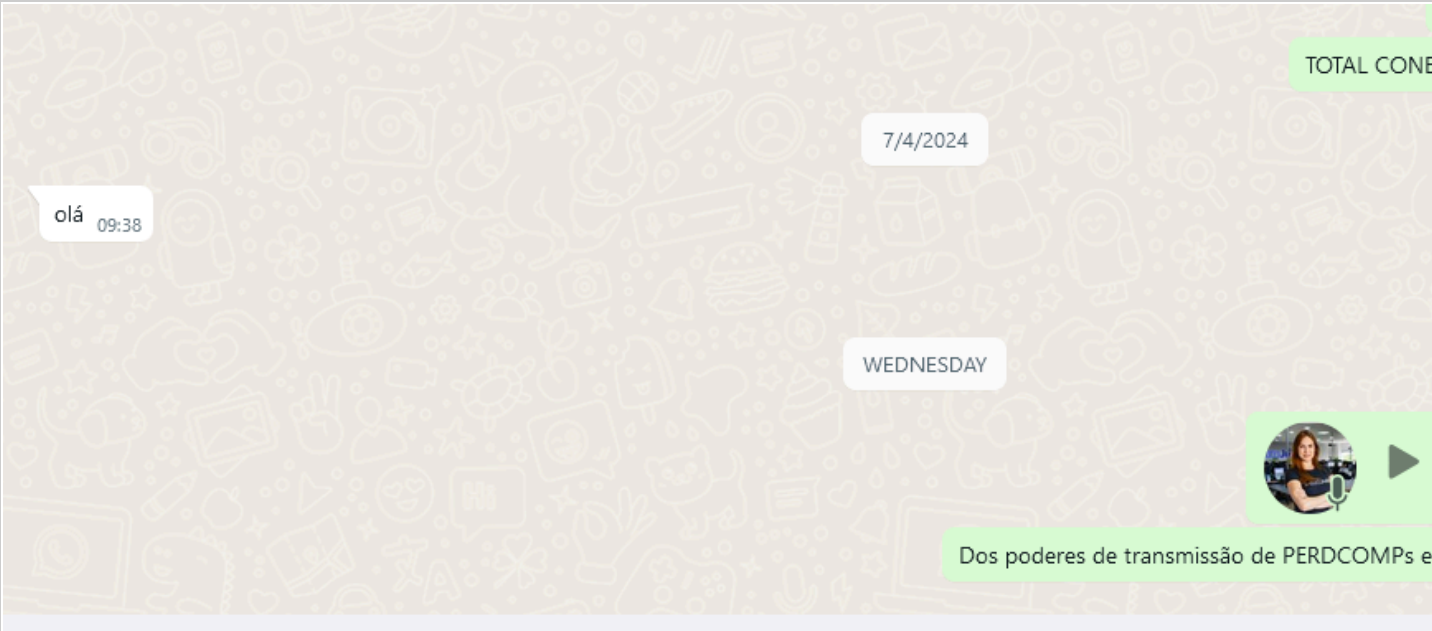 TOTAL CONE
7/4/2024
olá 09:38
WEDNESDAY
Dos poderes de transmissão de PERDCOMPs e